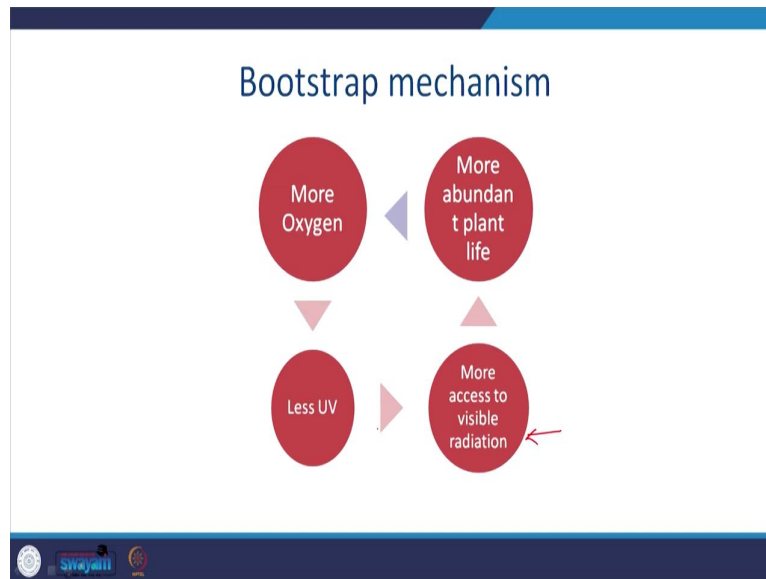 Bootstrap mechanism
More
Oxygen
More
abundan
t plant
life
Less UV
More
access to
visible
radiation
swayam